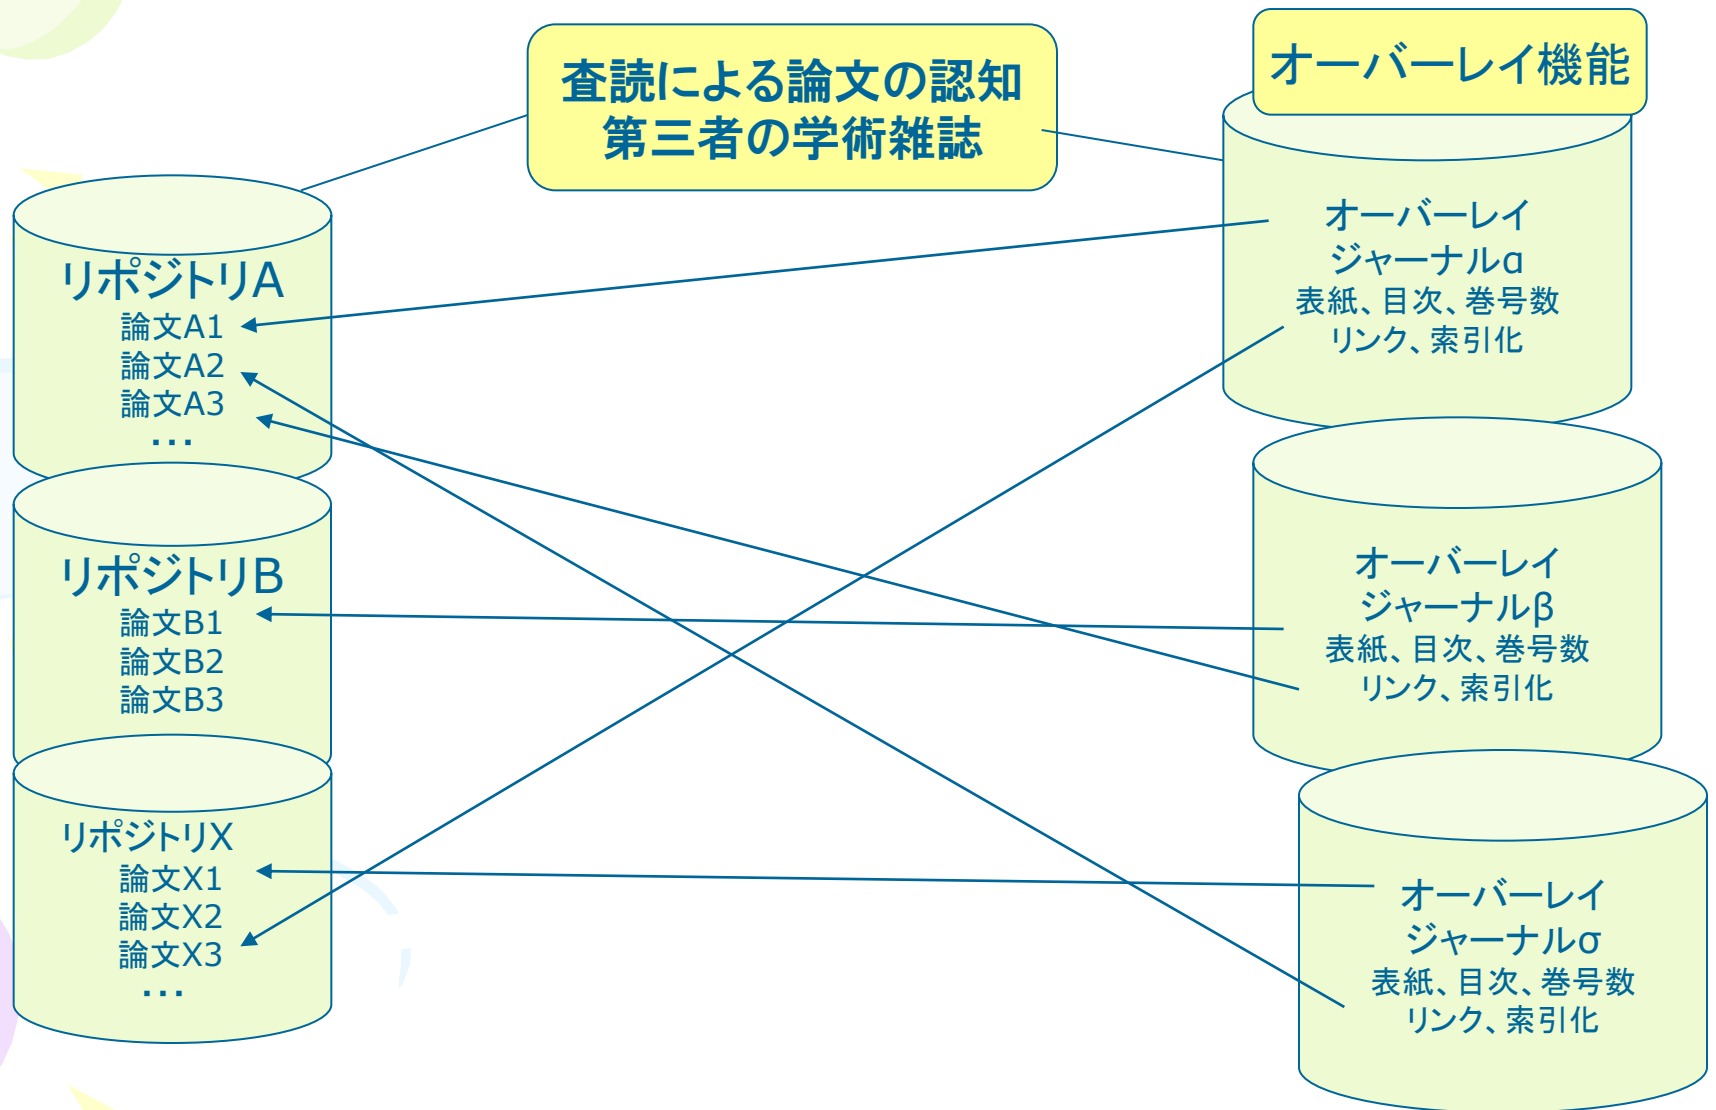 査読による論文の認知
第三者の学術雑誌
オーバーレイ機能
リポジトリA
論文A1
論文A2
論文A3
…
リポジトリB
論文B1
論文B2
論文B3
リポジトリX
論文X1
論文X2
論文X3
…
オーバーレイ
ジャーナルα
表紙、目次、巻号数
リンク、索引化
オーバーレイ
ジャーナルβ
表紙、目次、巻号数
リンク、索引化
オーバーレイ
ジャーナルσ
表紙、目次、巻号数
リンク、索引化